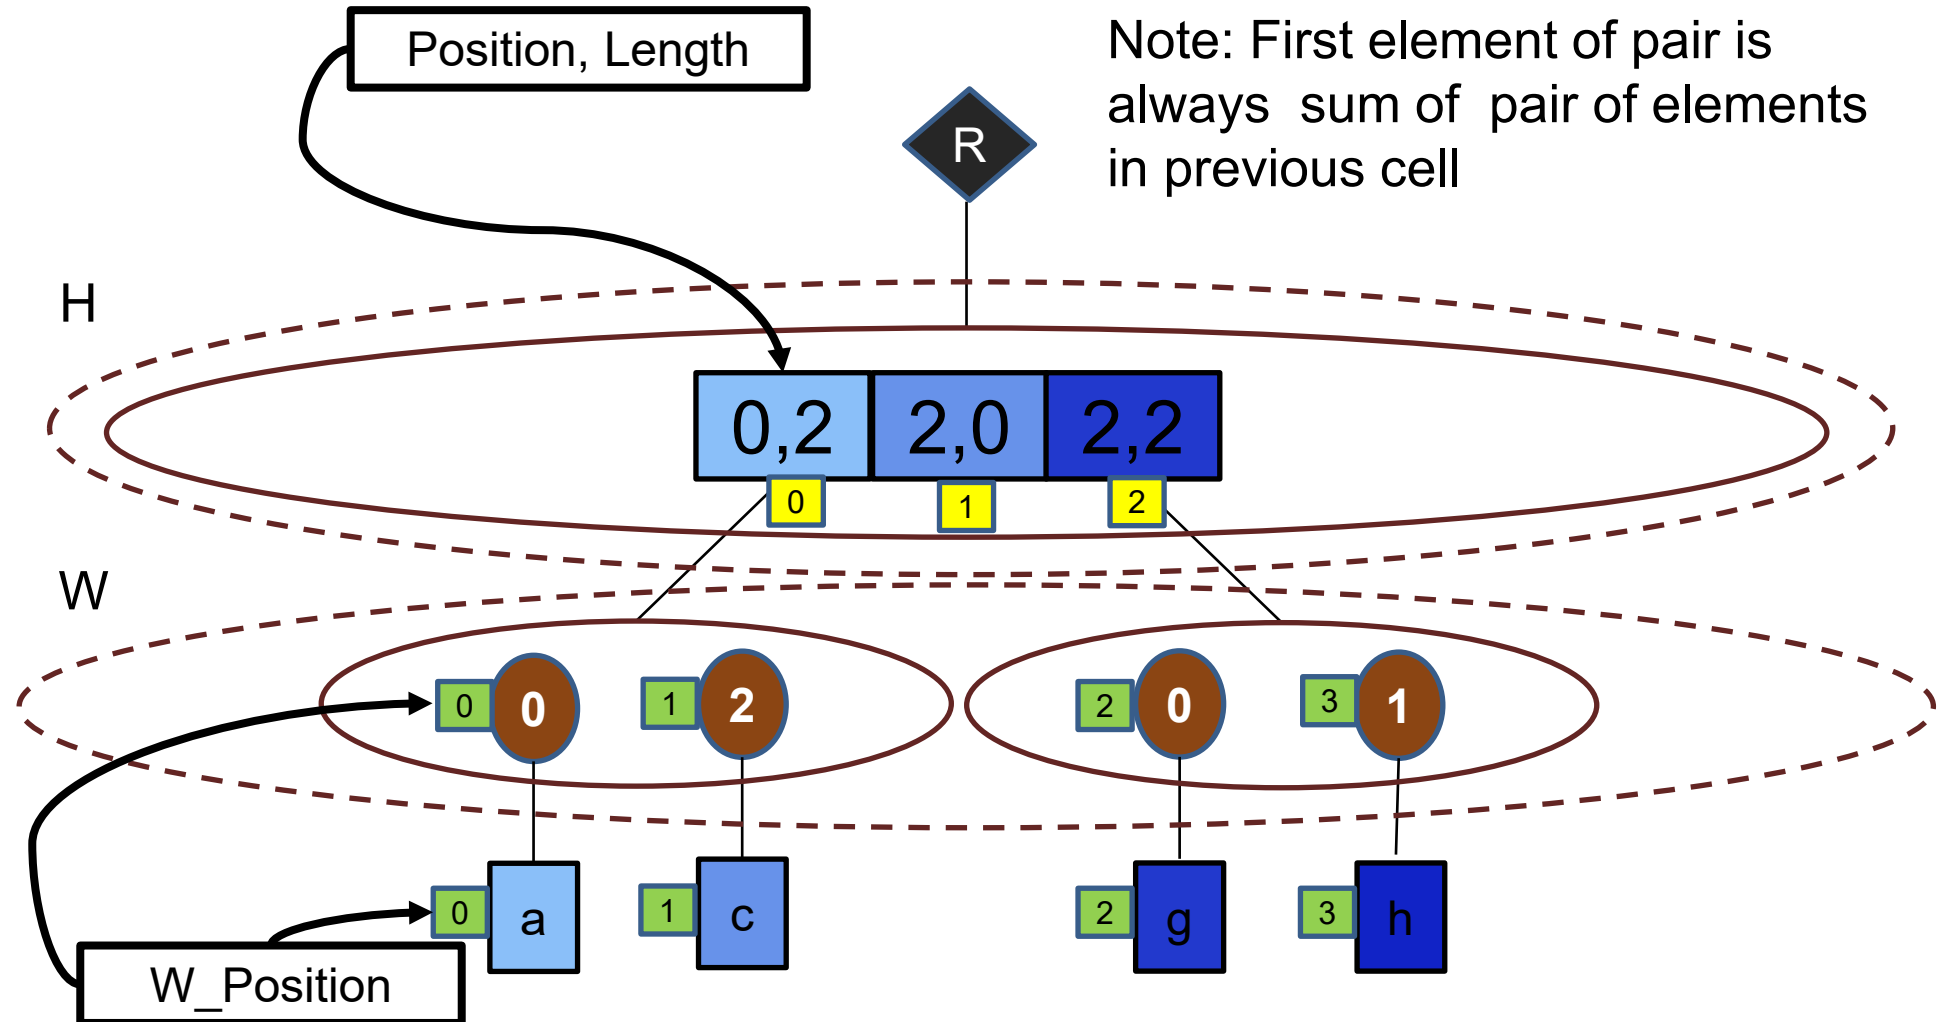 Position, Length
Note: First element of pair is
always sum of pair of elements
in previous cell
R
H
0,2 2,0 2,2
0 1 2
W
0 0 1 2 2 0 3 1
0 a 1 c 2 g 3 h
W_Position